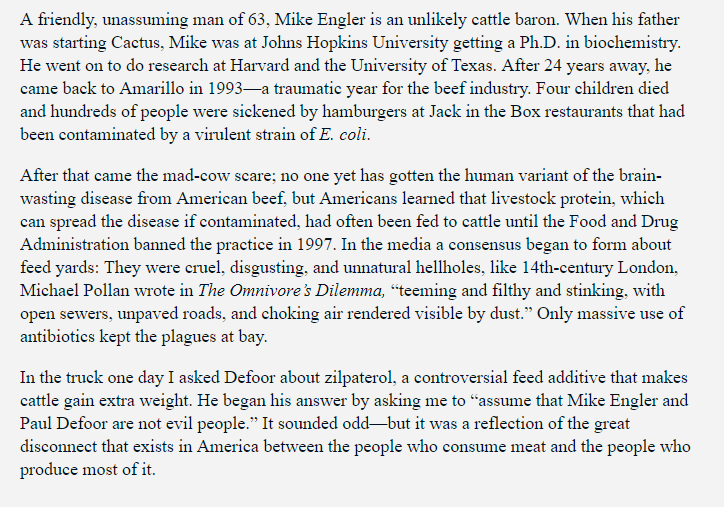 A friendly, unassuming man of 63, Mike Engler is an unlikely cattle baron. When his father
was starting Cactus, Mike was at Johns Hopkins University getting a Ph.D. in biochemistry.
He went on to do research at Harvard and the University of Texas. After 24 years away, he
came back to Amarillo in 1993—a traumatic year for the beef industry. Four children died
and hundreds of people were sickened by hamburgers at Jack in the Box restaurants that had
been contaminated by a virulent strain of E. coli.
After that came the mad-cow scare; no one yet has gotten the human variant of the brain-
wasting disease from American beef, but Americans learned that livestock protein, which
can spread the disease if contaminated, had often been fed to cattle until the Food and Drug
Administration banned the practice in 1997. In the media a consensus began to form about
feed yards: They were cruel, disgusting, and unnatural hellholes, like 14th-century London,
Michael Pollan wrote in The Omnivore's Dilemma, “teeming and filthy and stinking, with
open sewers, unpaved roads, and choking air rendered visible by dust.” Only massive use of
antibiotics kept the plagues at bay.
In the truck one day I asked Defoor about zilpaterol, a controversial feed additive that makes
cattle gain extra weight. He began his answer by asking me to “assume that Mike Engler and
Paul Defoor are not evil people.” It sounded odd—but it was a reflection of the great
disconnect that exists in America between the people who consume meat and the people who
produce most of it.